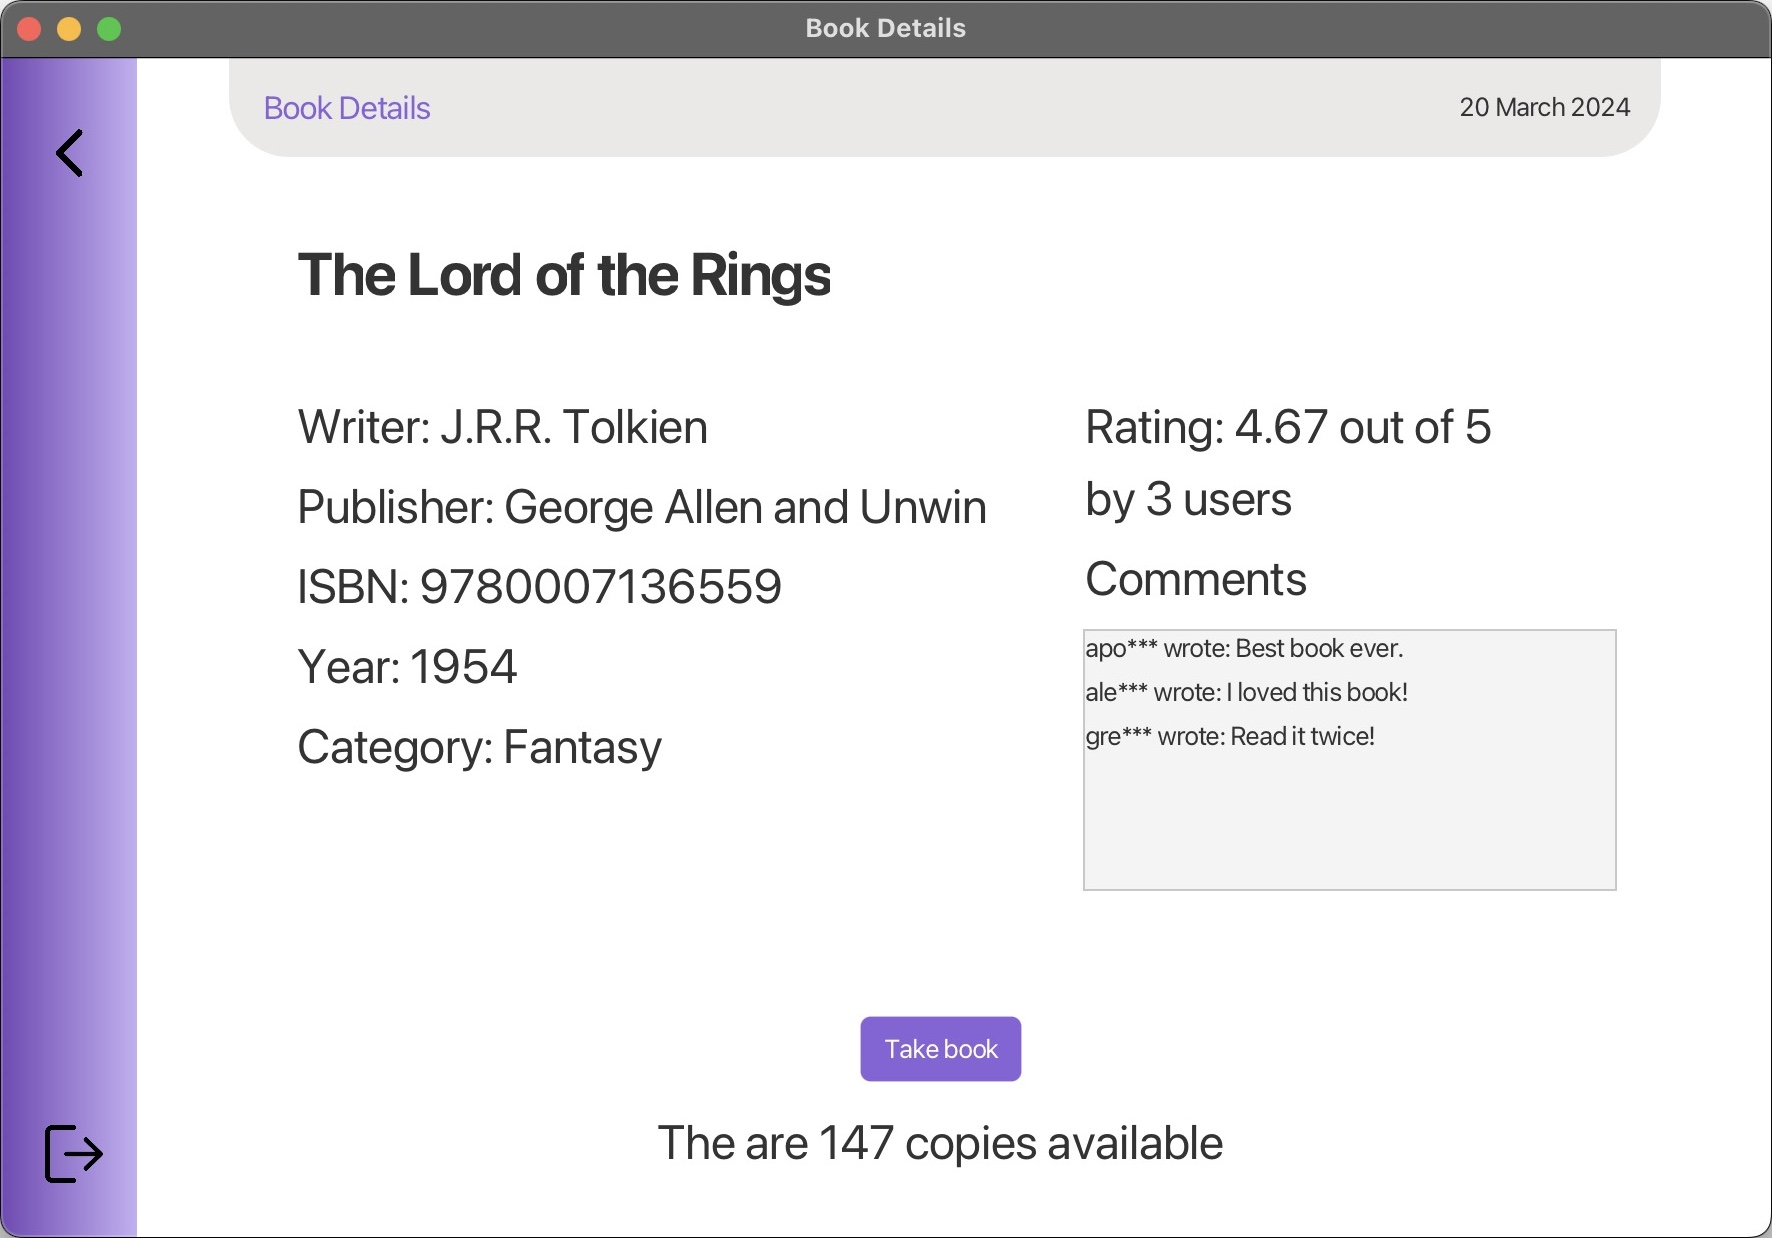 Book Details
Book Details
20 March 2024
The Lord of the Rings
Writer: J.R.R. Tolkien
Publisher: George Allen and Unwin
ISBN: 9780007136559
Year: 1954
Category: Fantasy
Rating: 4.67 out of 5
by 3 users
Comments
apo*** wrote: Best book ever.
ale*** wrote: I loved this book!
gre*** wrote: Read it twice!
Take book
The are 147 copies available